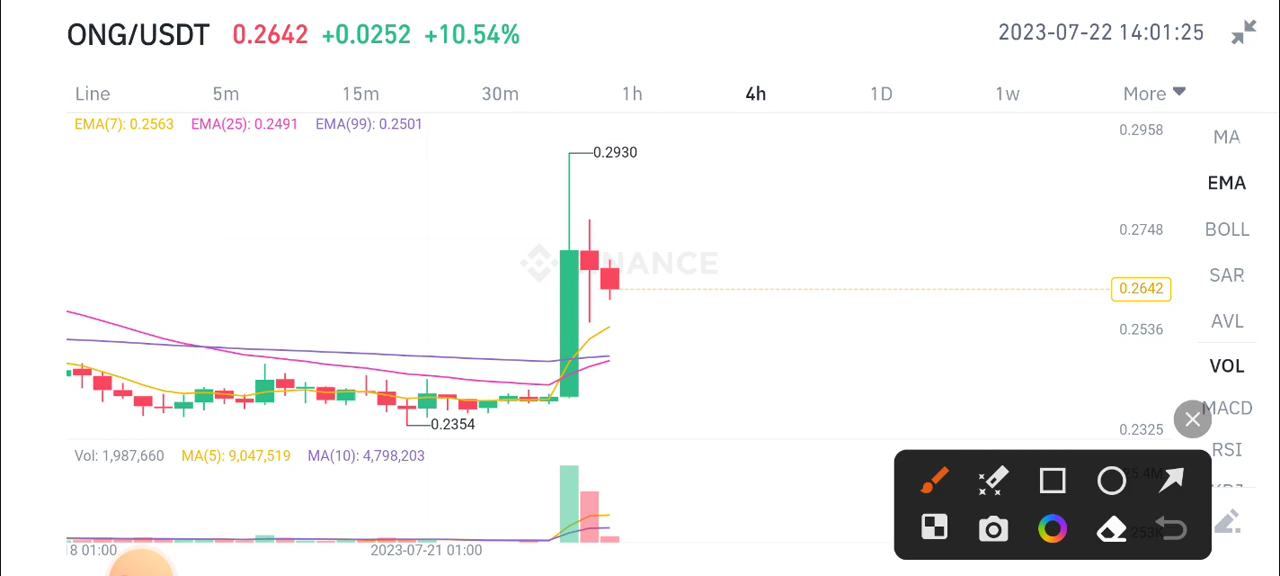 ONG/USDT 0.2642 +0.0252 +10.54% 2023-07-22 14:01:25
Line 5m 15m 30m 1h 4h 1D 1w More
EMA(7): 0.2563 EMA(25): 0.2491 EMA(99): 0.2501
0.2958
MA
0.2930
EMA
0.2748
BOLL
NANCE
SAR
0.2642
AVL
0.2536
VOL
MACD
0.2354
0.2325
RSI
Vol: 1,987,660 MA(5): 9,047,519 MA(10): 4,798,203
8 01:00 2023-07-21 01:00